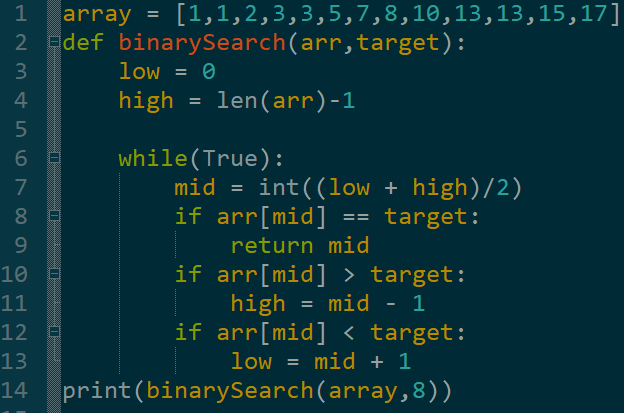 1 array = [1,1,2,3,3,5,7,8,10,13,13,15,17]
2 def binarySearch(arr,target):
3     low = 0
4     high = len(arr)-1
5
6     while(True):
7         mid = int((low + high)/2)
8         if arr[mid] == target:
9             return mid
10         if arr[mid] > target:
11             high = mid - 1
12         if arr[mid] < target:
13             low = mid + 1
14 print(binarySearch(array,8))